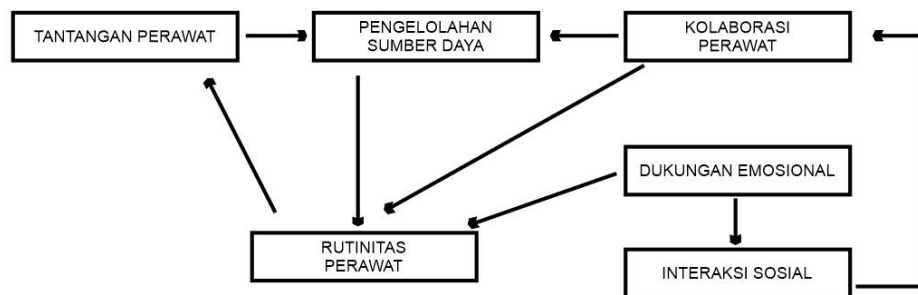 TANTANGAN PERAWAT
PENGELOLAHAN
SUMBER DAYA
KOLABORASI
PERAWAT
DUKUNGAN EMOSIONAL
RUTINITAS
PERAWAT
INTERAKSI SOSIAL